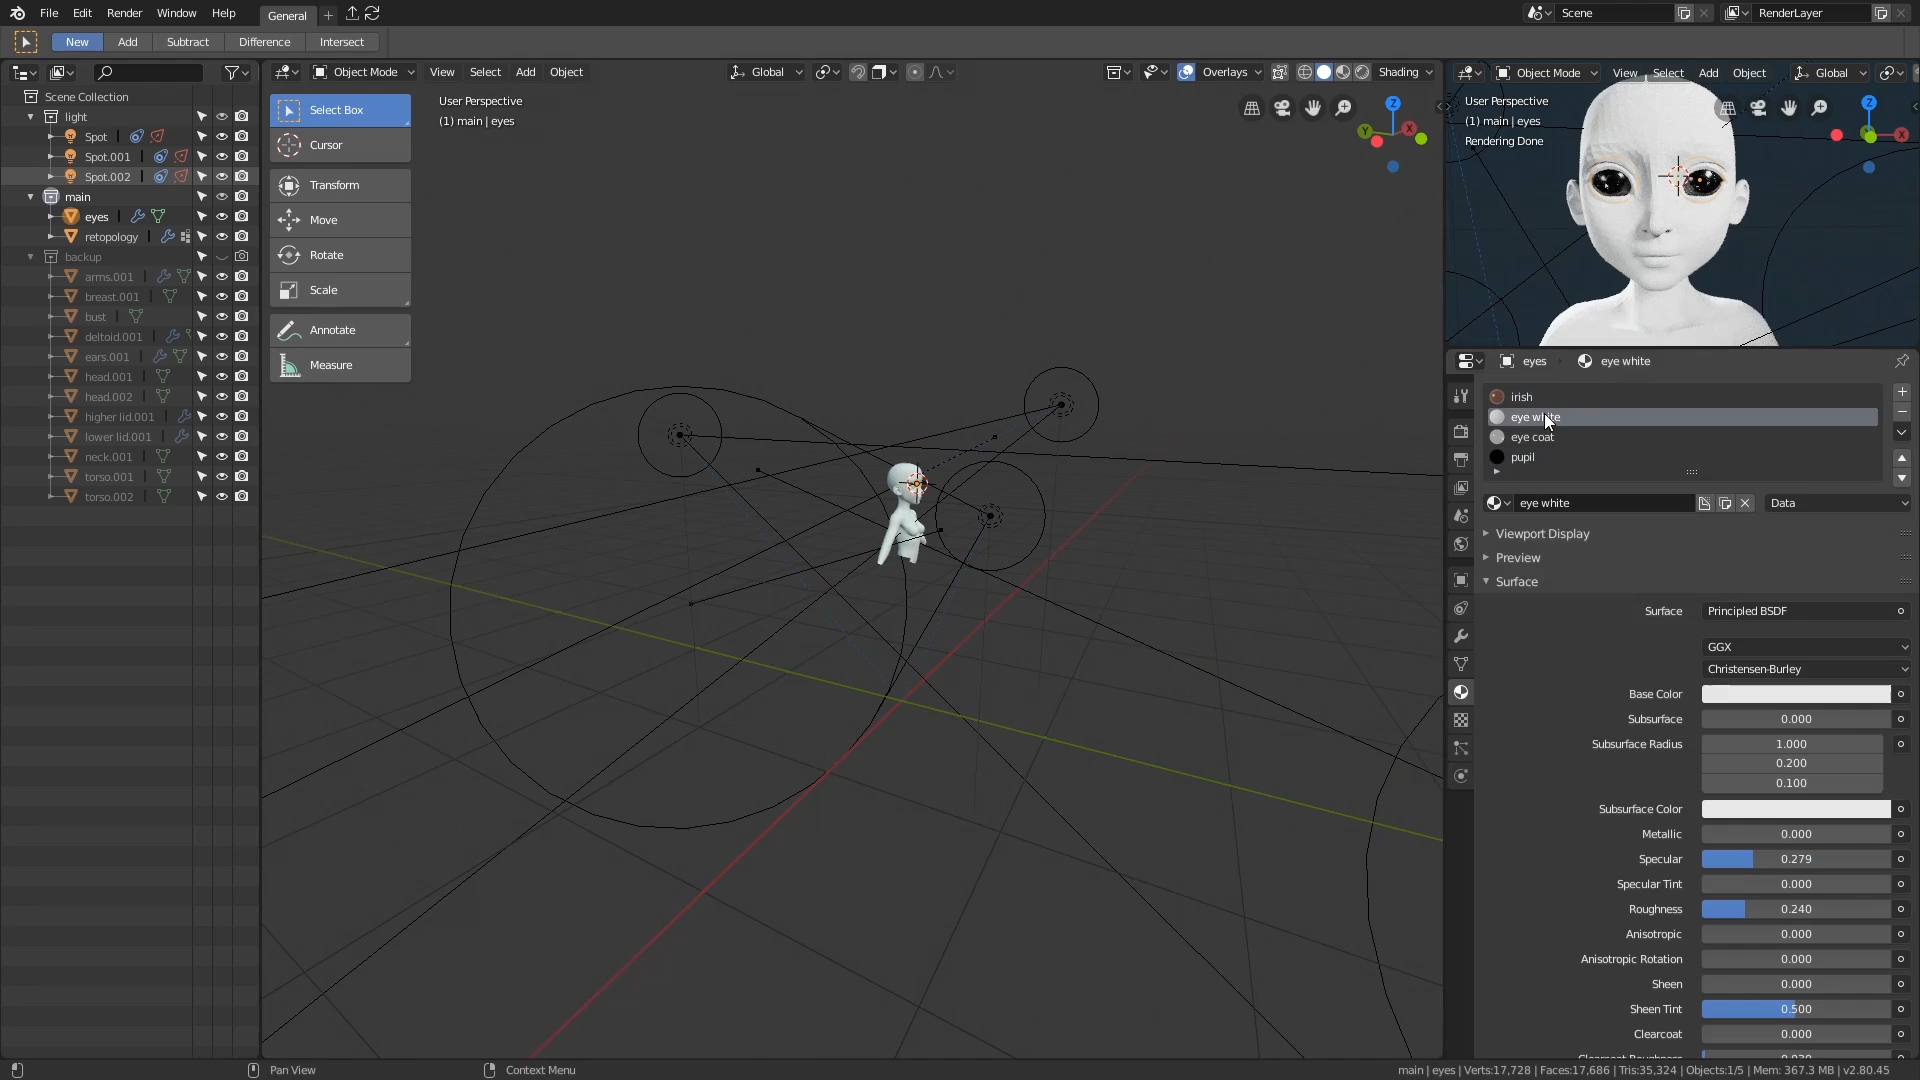 File Edit Render Window Help General Scene RenderLayer
New Add Subtract Difference Intersect
Object Mode View Select Add Object Global Overlays Shading
Object Mode View Select Add Object Global
Scene Collection
light
Spot
Spot.001
Spot.002
main
eyes
retopology
backup
arms.001
breast.001
bust
deltoid.001
ears.001
head.001
head.002
higher lid.001
lower lid.001
neck.001
torso.001
torso.002
Select Box
Cursor
Transform
Move
Rotate
Scale
Annotate
Measure
User Perspective
(1) main | eyes
Z
Y
X
User Perspective
(1) main | eyes
Rendering Done
Z
X
eyes eye white
irish
eye white
eye coat
pupil
eye white Data
Viewport Display
Preview
Surface
Surface Principled BSDF
GGX
Christensen-Burley
Base Color
Subsurface 0.000
Subsurface Radius 1.000
0.200
0.100
Subsurface Color
Metallic 0.000
Specular 0.279
Specular Tint 0.000
Roughness 0.240
Anisotropic 0.000
Anisotropic Rotation 0.000
Sheen 0.000
Sheen Tint 0.500
Clearcoat 0.000
Clearcoat Roughness 0.030
Pan View Context Menu main | eyes | Verts:17,728 | Faces:17,686 | Tris:35,324 | Objects:1/5 | Mem: 367.3 MB | v2.80.45